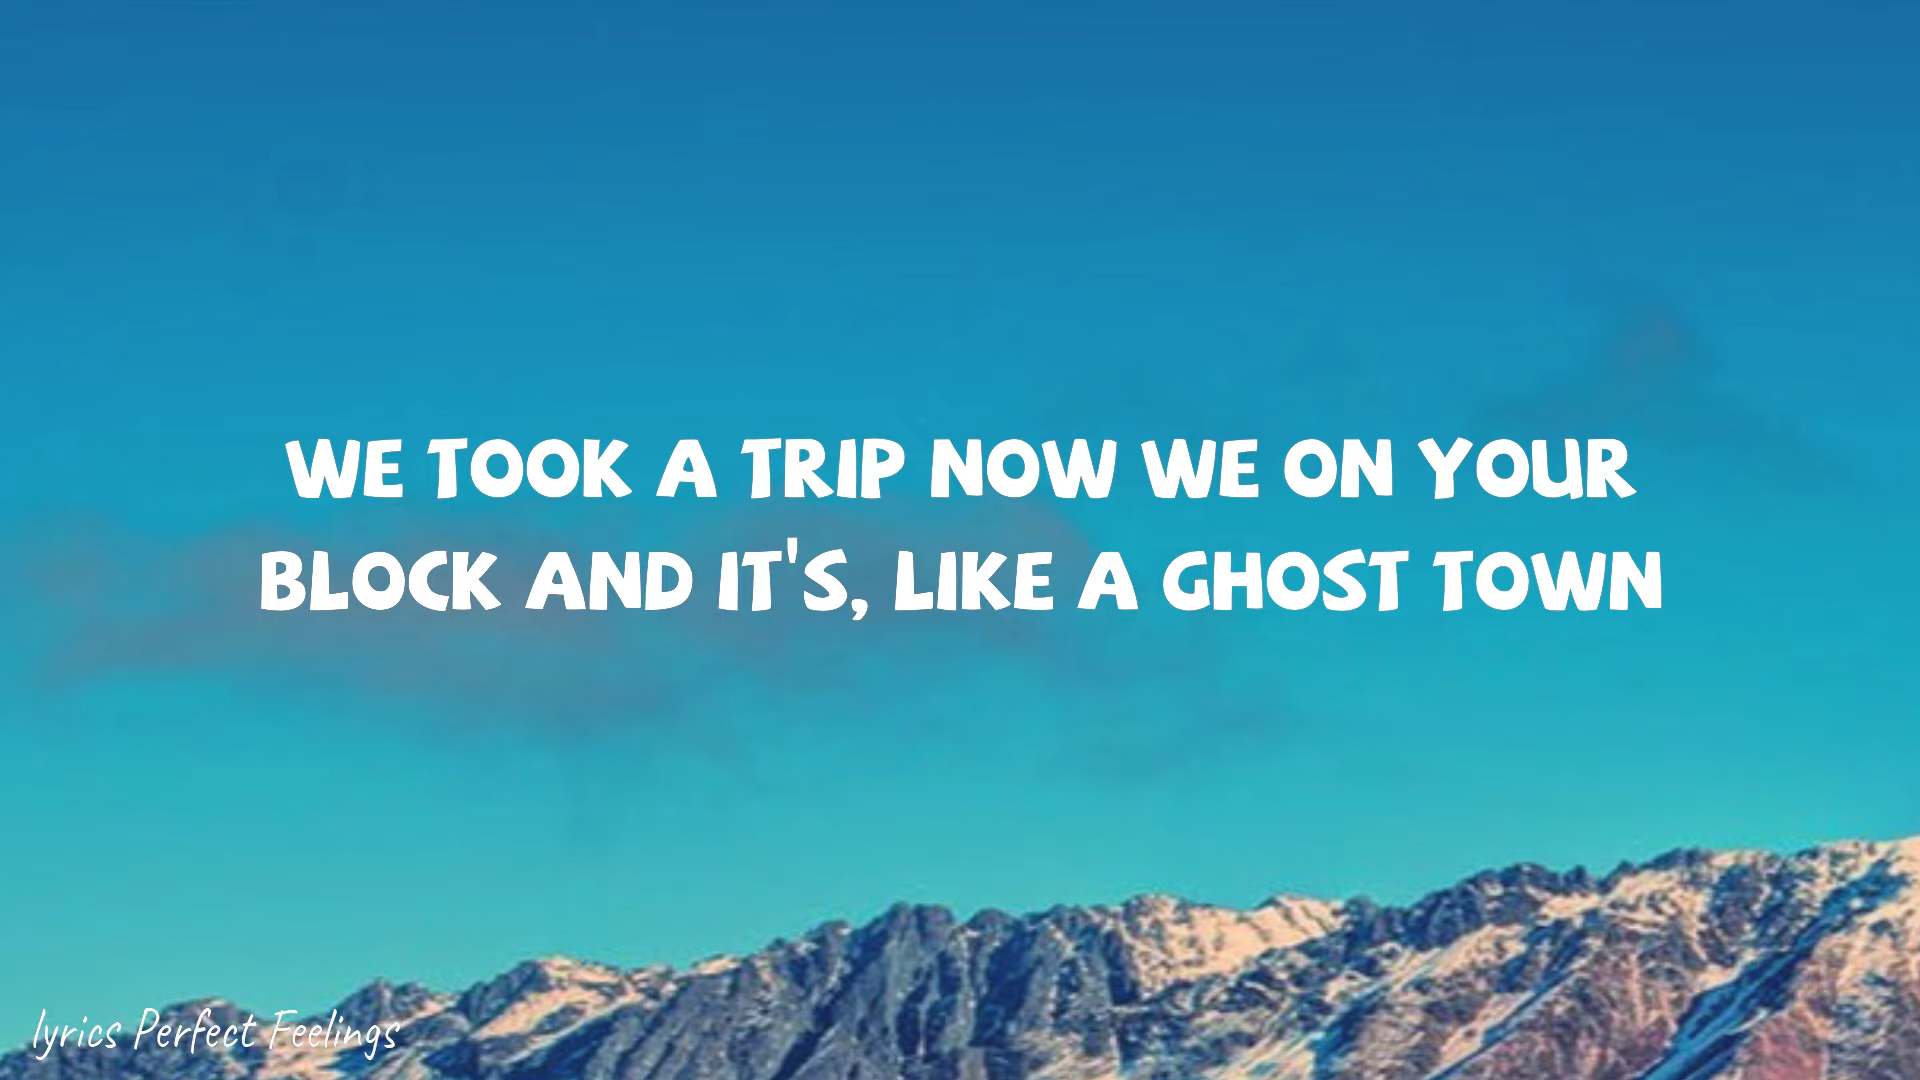 WE TOOK A TRIP NOW WE ON YOUR
BLOCK AND IT'S, LIKE A GHOST TOWN
lyrics Perfect Feelings